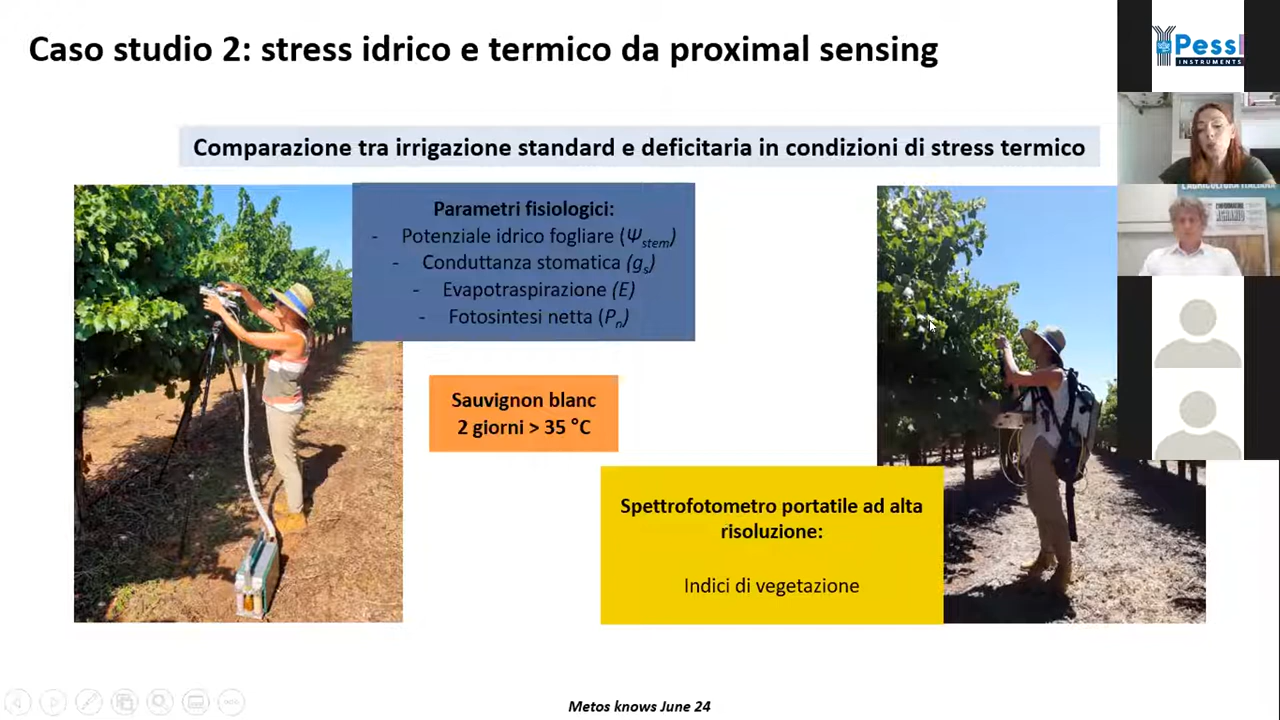 Caso studio 2: stress idrico e termico da proximal sensing
Comparazione tra irrigazione standard e deficitaria in condizioni di stress termico
Parametri fisiologici:
- Potenziale idrico fogliare (Ψstem)
- Conduttanza stomatica (gs)
- Evapotraspirazione (E)
- Fotosintesi netta (Pn)
Sauvignon blanc
2 giorni > 35 °C
Spettrofotometro portatile ad alta
risoluzione:
Indici di vegetazione
Metos knows June 24
Pessl
INSTRUMENTS
L'AGRICOLTURA ITALIANA